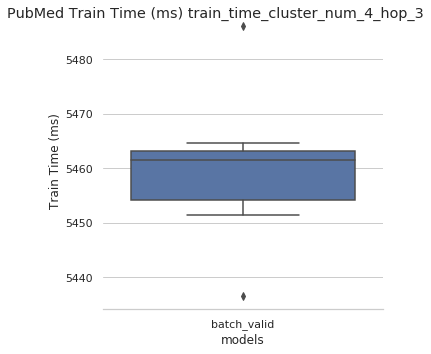 PubMed Train Time (ms) train_time_cluster_num_4_hop_3
5480
5470
5460
5450
5440
Train Time (ms)
batch_valid
models